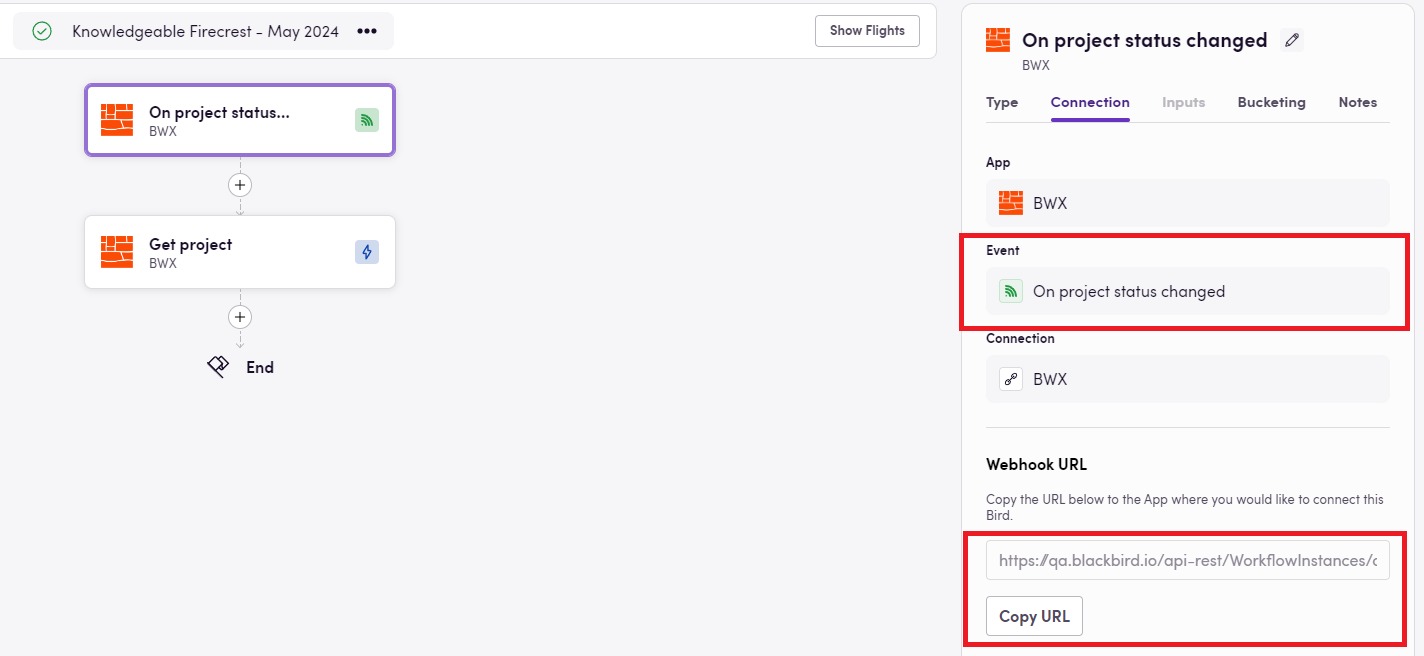 Knowledgeable Firecrest - May 2024 •••
Show Flights
On project status...
BWX
Get project
BWX
End
On project status changed
BWX
Type Connection Inputs Bucketing Notes
App
BWX
Event
On project status changed
Connection
BWX
Webhook URL
Copy the URL below to the App where you would like to connect this
Bird.
https://qa.blackbird.io/api-rest/WorkflowInstances/
Copy URL